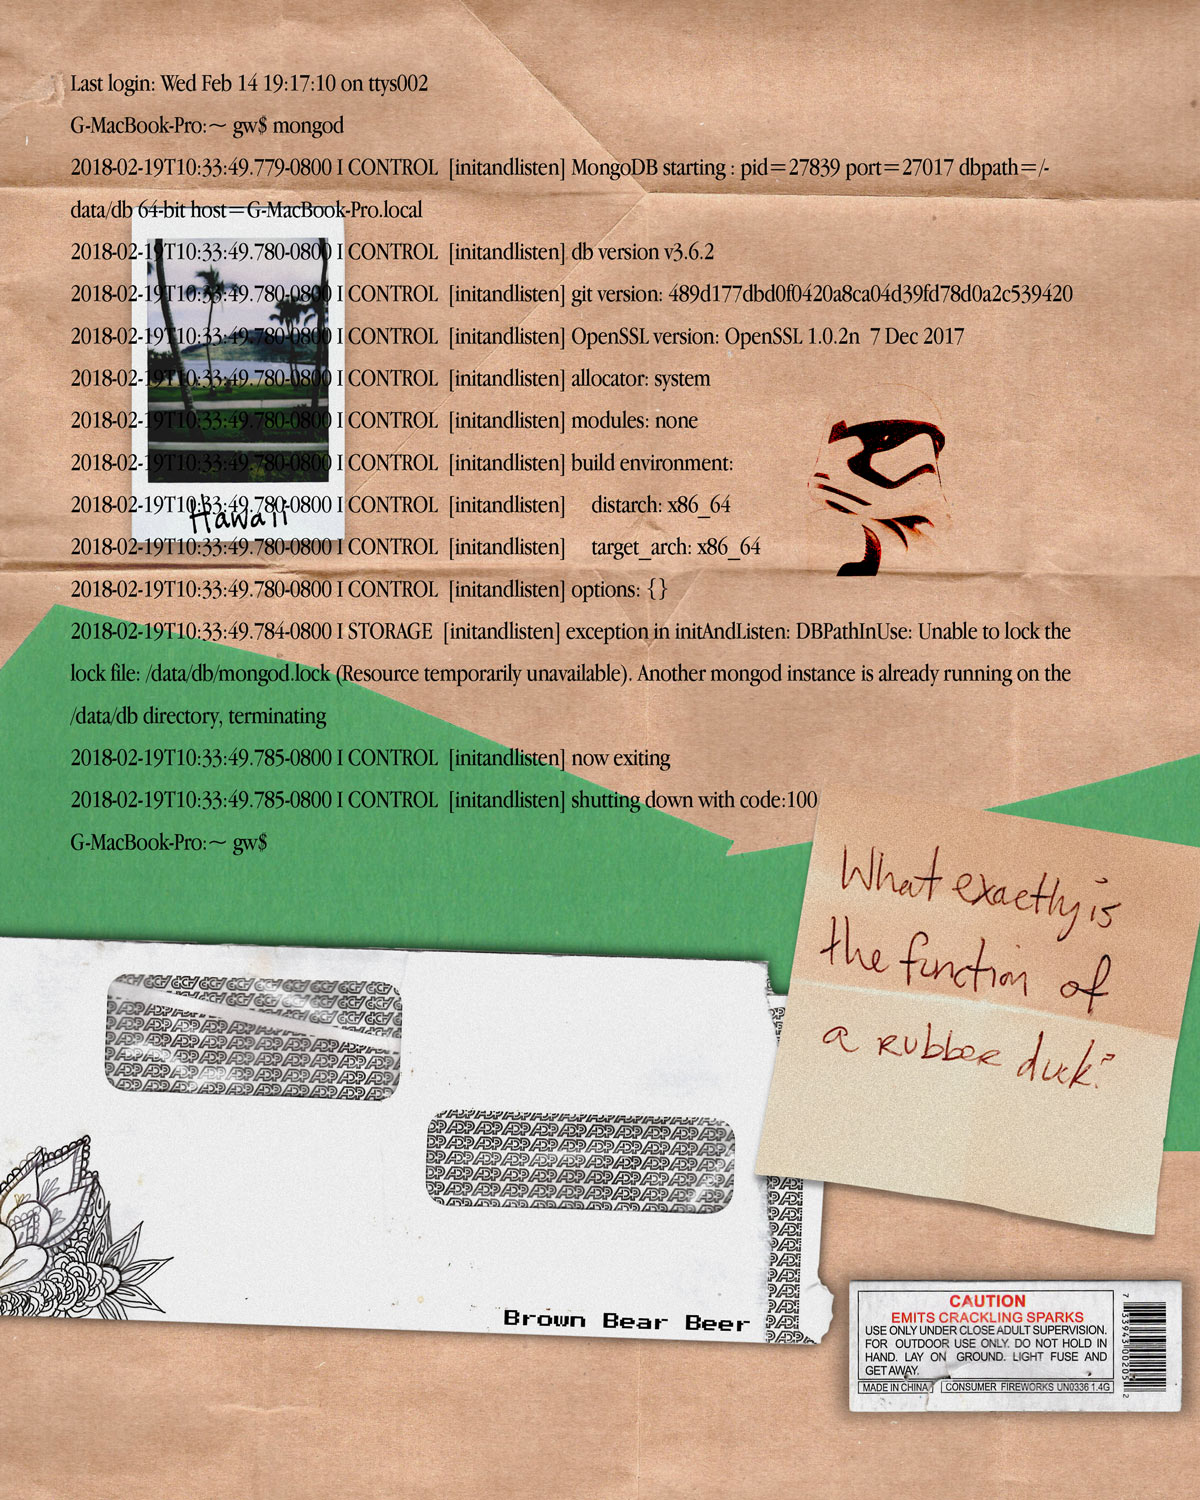 Last login: Wed Feb 14 19:17:10 on ttys002
G-MacBook-Pro:~ gw$ mongod
2018-02-19T10:33:49.779-0800 I CONTROL  [initandlisten] MongoDB starting : pid=27839 port=27017 dbpath=/-
data/db 64-bit host=G-MacBook-Pro.local
2018-02-19T10:33:49.780-0800 I CONTROL  [initandlisten] db version v3.6.2
2018-02-19T10:33:49.780-0800 I CONTROL  [initandlisten] git version: 489d177dbd0f0420a8ca04d39fd78d0a2c539420
2018-02-19T10:33:49.780-0800 I CONTROL  [initandlisten] OpenSSL version: OpenSSL 1.0.2n  7 Dec 2017
2018-02-19T10:33:49.780-0800 I CONTROL  [initandlisten] allocator: system
2018-02-19T10:33:49.780-0800 I CONTROL  [initandlisten] modules: none
2018-02-19T10:33:49.780-0800 I CONTROL  [initandlisten] build environment:
2018-02-19T10:33:49.780-0800 I CONTROL  [initandlisten]     distarch: x86_64
2018-02-19T10:33:49.780-0800 I CONTROL  [initandlisten]     target_arch: x86_64
2018-02-19T10:33:49.780-0800 I CONTROL  [initandlisten] options: {}
2018-02-19T10:33:49.784-0800 I STORAGE  [initandlisten] exception in initAndListen: DBPathInUse: Unable to lock the
lock file: /data/db/mongod.lock (Resource temporarily unavailable). Another mongod instance is already running on the
/data/db directory, terminating
2018-02-19T10:33:49.785-0800 I CONTROL  [initandlisten] now exiting
2018-02-19T10:33:49.785-0800 I CONTROL  [initandlisten] shutting down with code:100
G-MacBook-Pro:~ gw$
Hawaii
What exactly is
the function of
a rubber duck?
ADP
Brown Bear Beer
CAUTION
EMITS CRACKLING SPARKS
USE ONLY UNDER CLOSE ADULT SUPERVISION.
FOR OUTDOOR USE ONLY. DO NOT HOLD IN
HAND. LAY ON GROUND. LIGHT FUSE AND
GET AWAY.
MADE IN CHINA
CONSUMER FIREWORKS UN0336 1.4G
7 33943 00205 2